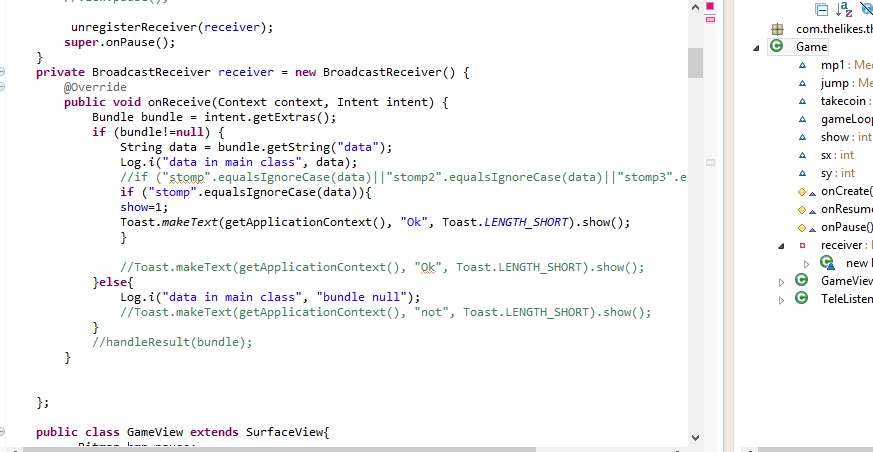 unregisterReceiver(receiver);
super.onPause();
}
private BroadcastReceiver receiver = new BroadcastReceiver() {
@Override
public void onReceive(Context context, Intent intent) {
Bundle bundle = intent.getExtras();
if (bundle!=null) {
String data = bundle.getString("data");
Log.i("data in main class", data);
//if ("stomp".equalsIgnoreCase(data)||"stomp2".equalsIgnoreCase(data)||"stomp3".e
if ("stomp".equalsIgnoreCase(data)){
show=1;
Toast.makeText(getApplicationContext(), "Ok", Toast.LENGTH_SHORT).show();
}
//Toast.makeText(getApplicationContext(), "Ok", Toast.LENGTH_SHORT).show();
}else{
Log.i("data in main class", "bundle null");
//Toast.makeText(getApplicationContext(), "not", Toast.LENGTH_SHORT).show();
}
//handleResult(bundle);
}
};
public class GameView extends SurfaceView{
com.thelikes.th
Game
mp1 : Med
jump : Med
takecoin :
gameLoop
show : int
sx : int
sy : int
onCreate(
onResum
onPause()
receiver :
new
GameView
TeleListen